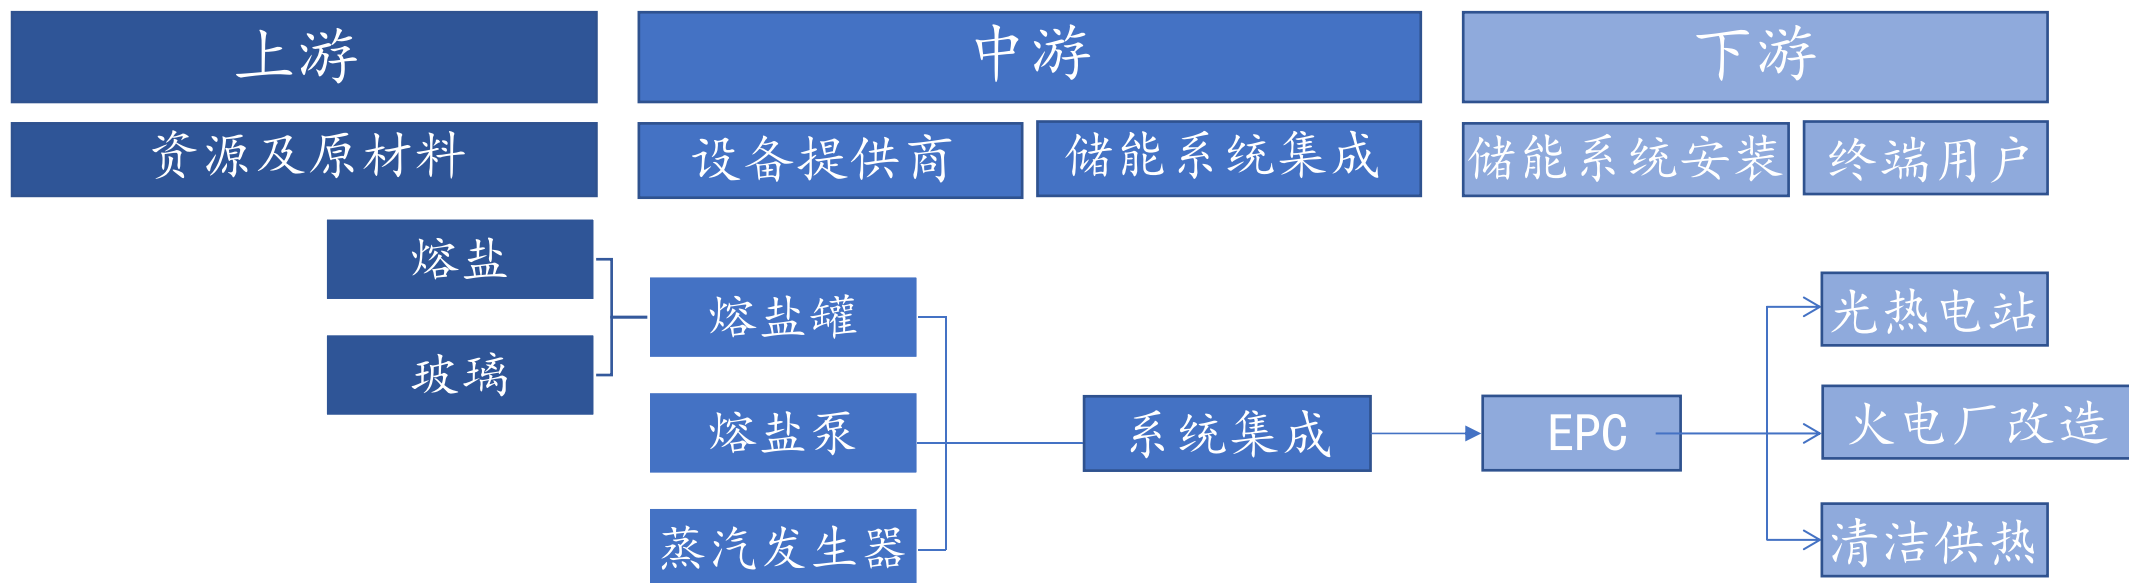 上游
中游
下游
资源及原材料
设备提供商
储能系统集成
储能系统安装
终端用户
熔盐
玻璃
熔盐罐
熔盐泵
蒸汽发生器
系统集成
EPC
光热电站
火电厂改造
清洁供热